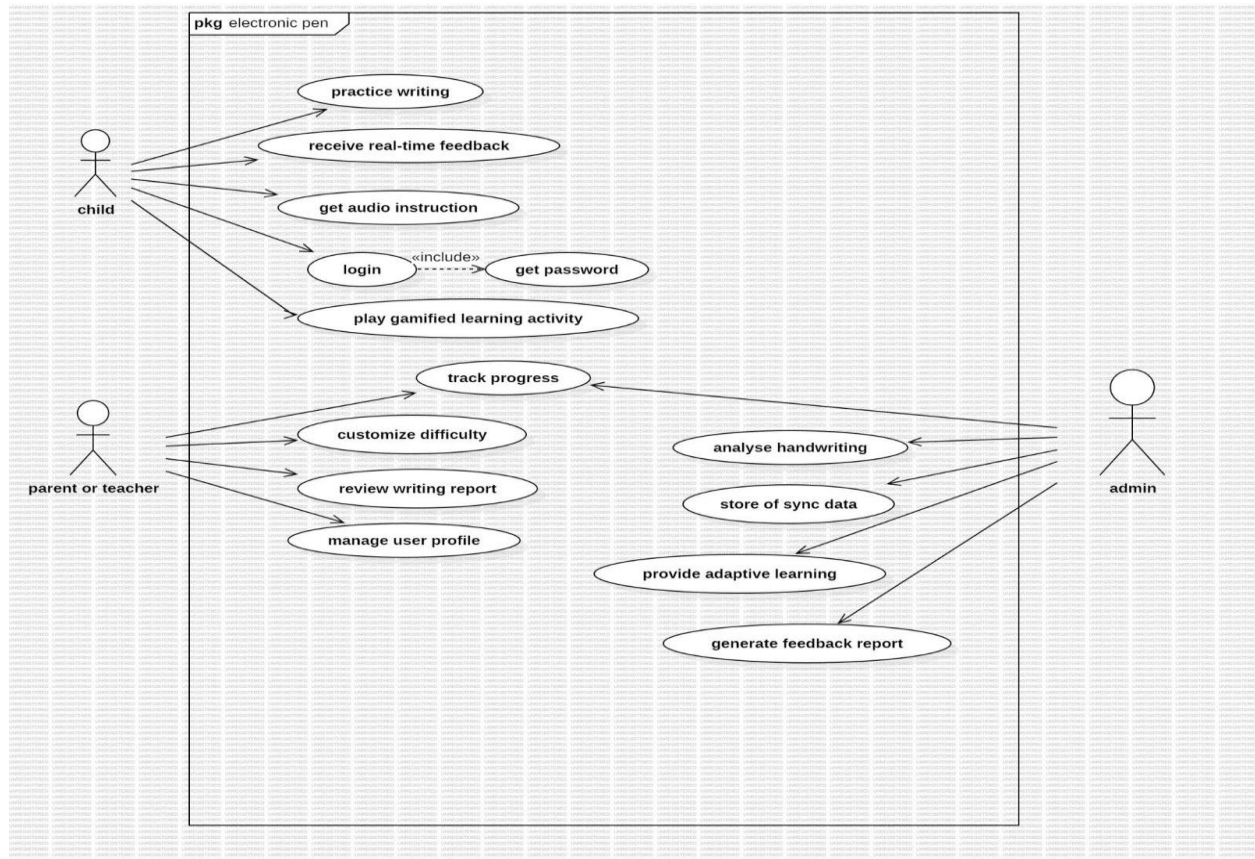 pkg electronic pen
practice writing
receive real-time feedback
child
get audio instruction
«include»
login
get password
play gamified learning activity
track progress
customize difficulty
analyse handwriting
parent or teacher
review writing report
admin
store of sync data
manage user profile
provide adaptive learning
generate feedback report